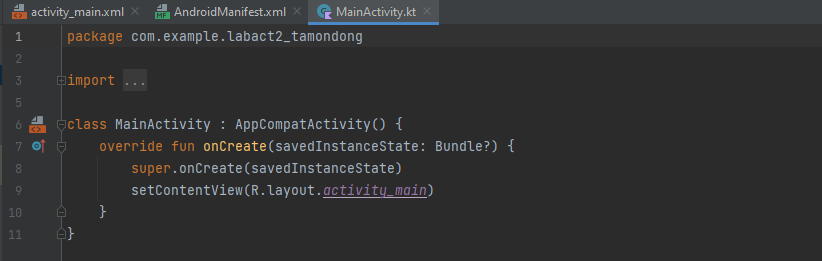 activity_main.xml AndroidManifest.xml MainActivity.kt
1 package com.example.labact2_tamondong
2
3 import ...
5
6 class MainActivity : AppCompatActivity() {
7 override fun onCreate(savedInstanceState: Bundle?) {
8 super.onCreate(savedInstanceState)
9 setContentView(R.layout.activity_main)
10 }
11 }